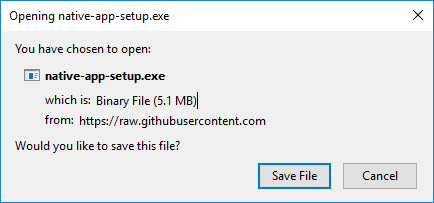 Opening native-app-setup.exe
You have chosen to open:
native-app-setup.exe
which is: Binary File (5.1 MB)
from: https://raw.githubusercontent.com
Would you like to save this file?
Save File Cancel